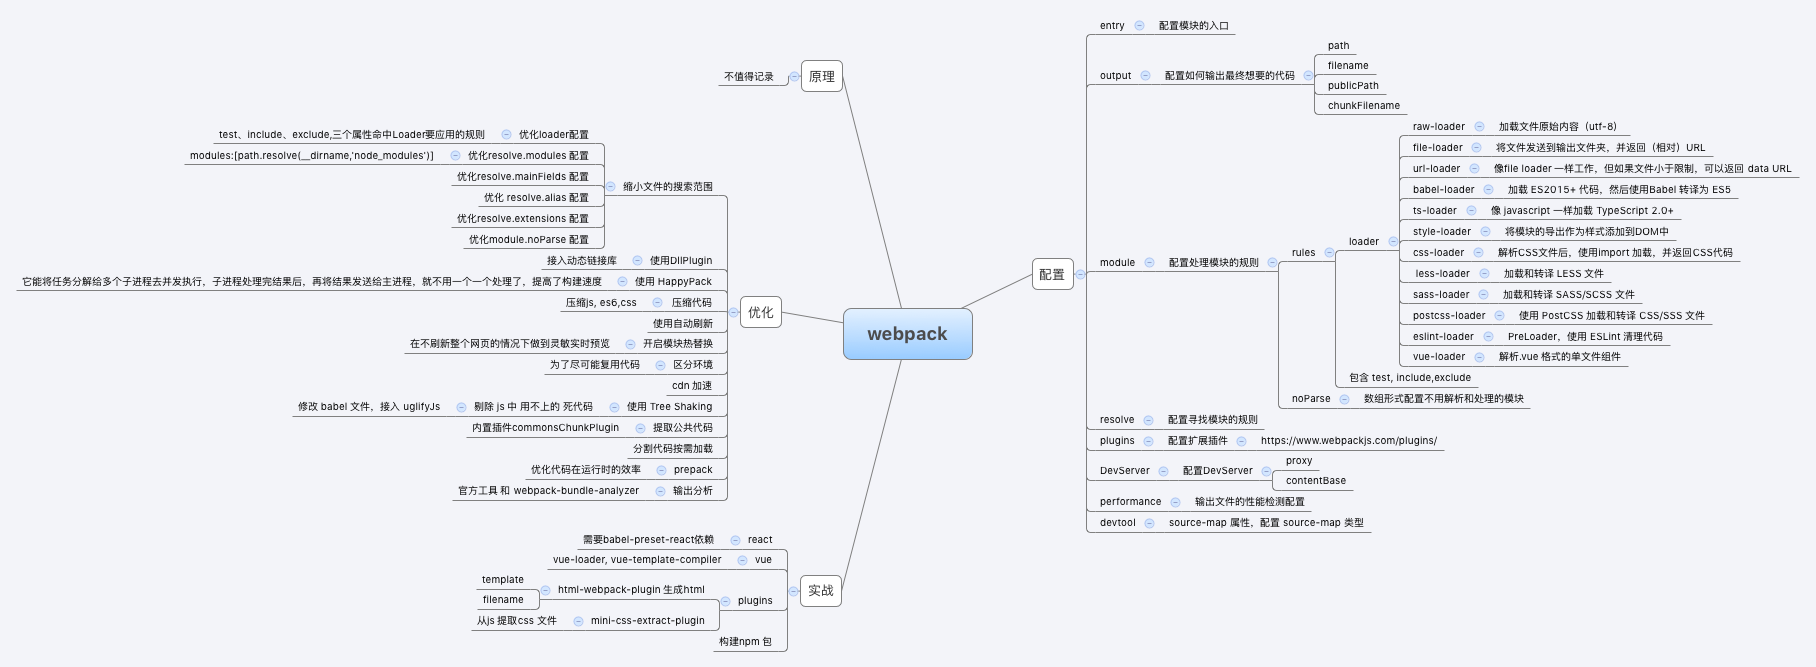 webpack
原理
不值得记录
优化
缩小文件的搜索范围
优化loader配置
test、include、exclude,三个属性命中Loader要应用的规则
优化resolve.modules 配置
modules:[path.resolve(__dirname,'node_modules')]
优化resolve.mainFields 配置
优化 resolve.alias 配置
优化resolve.extensions 配置
优化module.noParse 配置
使用DllPlugin
接入动态链接库
使用 HappyPack
它能将任务分解给多个子进程去并发执行，子进程处理完结果后，再将结果发送给主进程，就不用一个一个处理了，提高了构建速度
压缩代码
压缩js, es6,css
使用自动刷新
开启模块热替换
在不刷新整个网页的情况下做到灵敏实时预览
区分环境
为了尽可能复用代码
cdn 加速
使用 Tree Shaking
剔除 js 中 用不上的 死代码
修改 babel 文件，接入 uglifyJs
提取公共代码
内置插件commonsChunkPlugin
分割代码按需加载
prepack
优化代码在运行时的效率
输出分析
官方工具 和 webpack-bundle-analyzer
实战
react
需要babel-preset-react依赖
vue
vue-loader, vue-template-compiler
plugins
html-webpack-plugin 生成html
template
filename
mini-css-extract-plugin
从js 提取css 文件
构建npm 包
配置
entry
配置模块的入口
output
配置如何输出最终想要的代码
path
filename
publicPath
chunkFilename
module
配置处理模块的规则
rules
loader
raw-loader
加载文件原始内容（utf-8）
file-loader
将文件发送到输出文件夹，并返回（相对）URL
url-loader
像file loader 一样工作，但如果文件小于限制，可以返回 data URL
babel-loader
加载 ES2015+ 代码，然后使用Babel 转译为 ES5
ts-loader
像 javascript 一样加载 TypeScript 2.0+
style-loader
将模块的导出作为样式添加到DOM中
css-loader
解析CSS文件后，使用import 加载，并返回CSS代码
less-loader
加载和转译 LESS 文件
sass-loader
加载和转译 SASS/SCSS 文件
postcss-loader
使用 PostCSS 加载和转译 CSS/SSS 文件
eslint-loader
PreLoader，使用 ESLint 清理代码
vue-loader
解析.vue 格式的单文件组件
包含 test, include,exclude
noParse
数组形式配置不用解析和处理的模块
resolve
配置寻找模块的规则
plugins
配置扩展插件
https://www.webpackjs.com/plugins/
DevServer
配置DevServer
proxy
contentBase
performance
输出文件的性能检测配置
devtool
source-map 属性，配置 source-map 类型